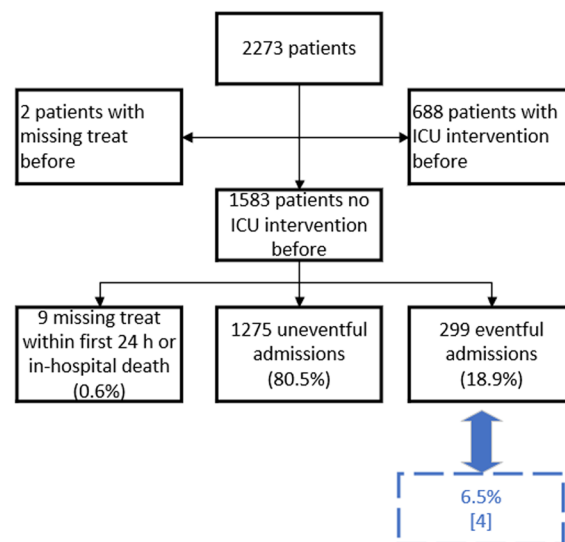 2273 patients
2 patients with
missing treat
before
688 patients with
ICU intervention
before
1583 patients no
ICU intervention
before
9 missing treat
within first 24 h or
in-hospital death
(0.6%)
1275 uneventful
admissions
(80.5%)
299 eventful
admissions
(18.9%)
6.5%
[4]